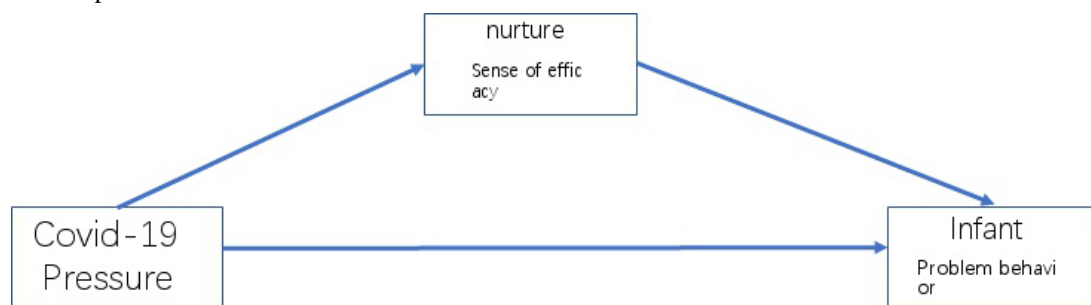 nurture
Sense of effic
acy
Covid-19
Pressure
Infant
Problem behavi
or